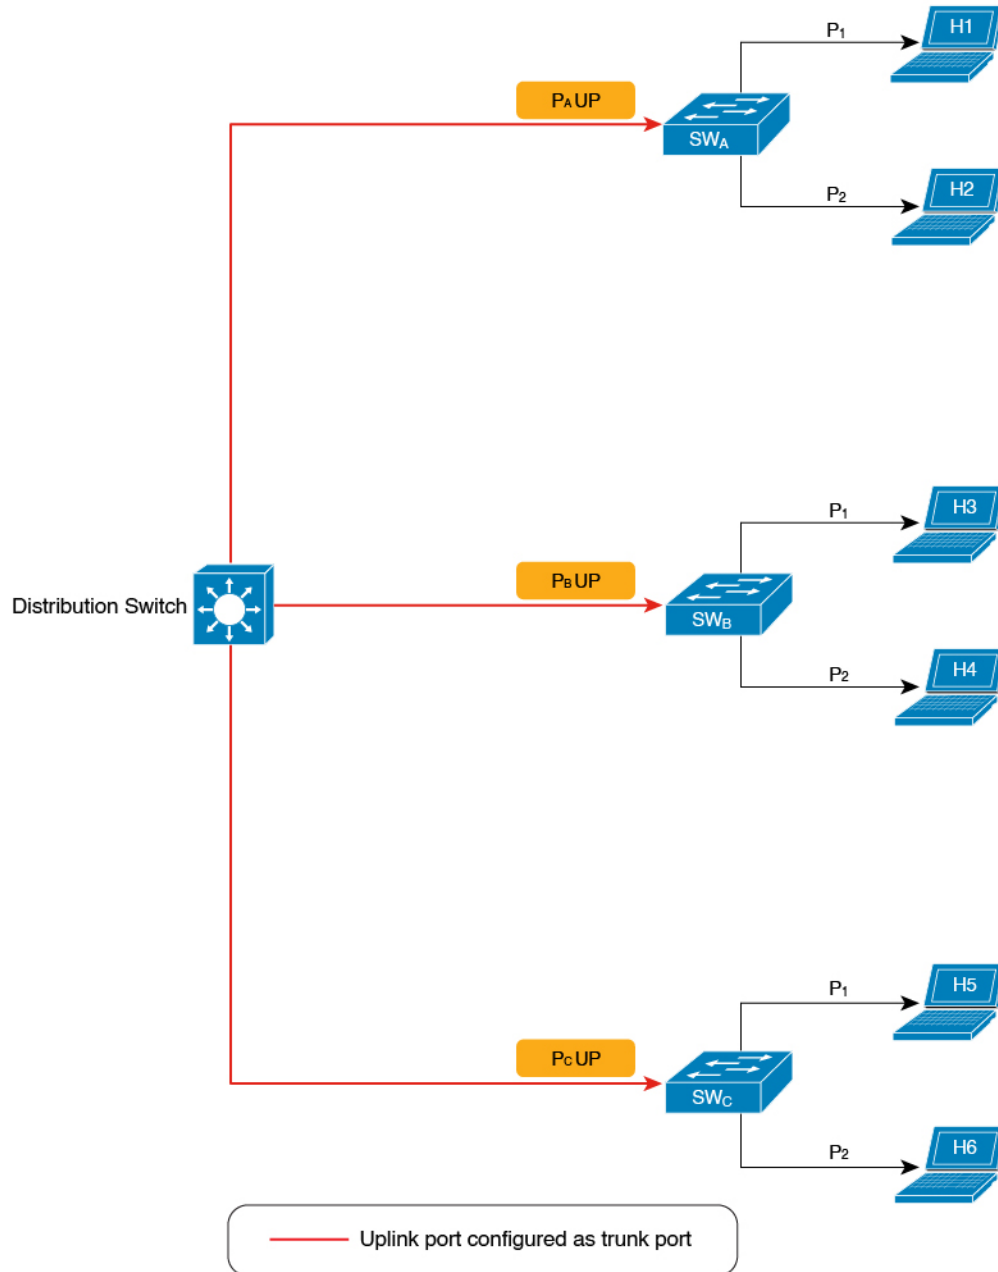 H1
P1
PA UP
SWA
H2
P2
H3
P1
PB UP
Distribution Switch
SWB
H4
P2
H5
P1
PC UP
SWC
H6
P2
Uplink port configured as trunk port